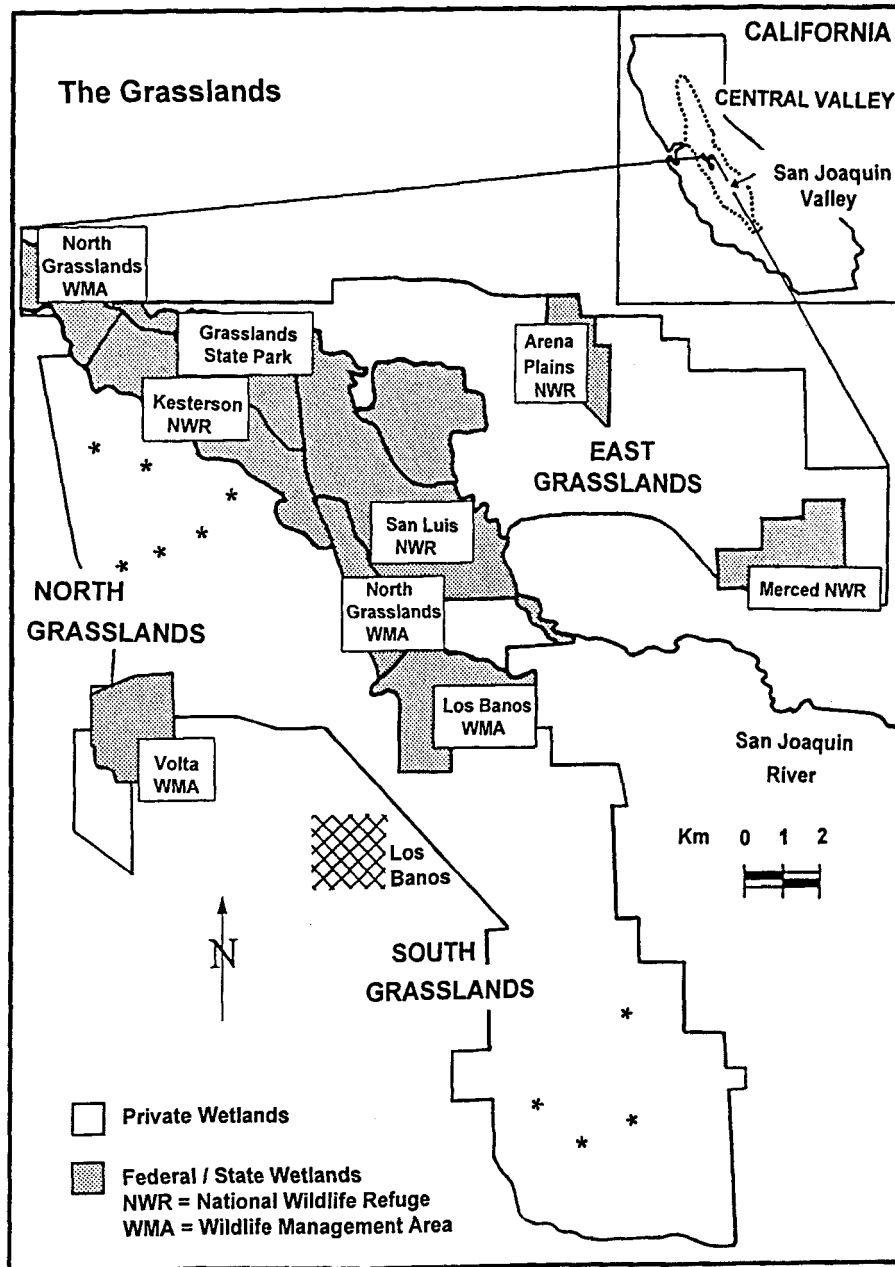 CALIFORNIA
The Grasslands
CENTRAL VALLEY
San Joaquin
Valley
North
Grasslands
WMA
Grasslands
State Park
Arena
Plains
NWR
Kesterson
NWR
* * * * * *
EAST
GRASSLANDS
San Luis
NWR
Merced NWR
North
Grasslands
WMA
NORTH
GRASSLANDS
Los Banos
WMA
San Joaquin
River
Volta
WMA
Km 0 1 2
Los
Banos
N
SOUTH
GRASSLANDS
* * * *
Private Wetlands
Federal / State Wetlands
NWR = National Wildlife Refuge
WMA = Wildlife Management Area